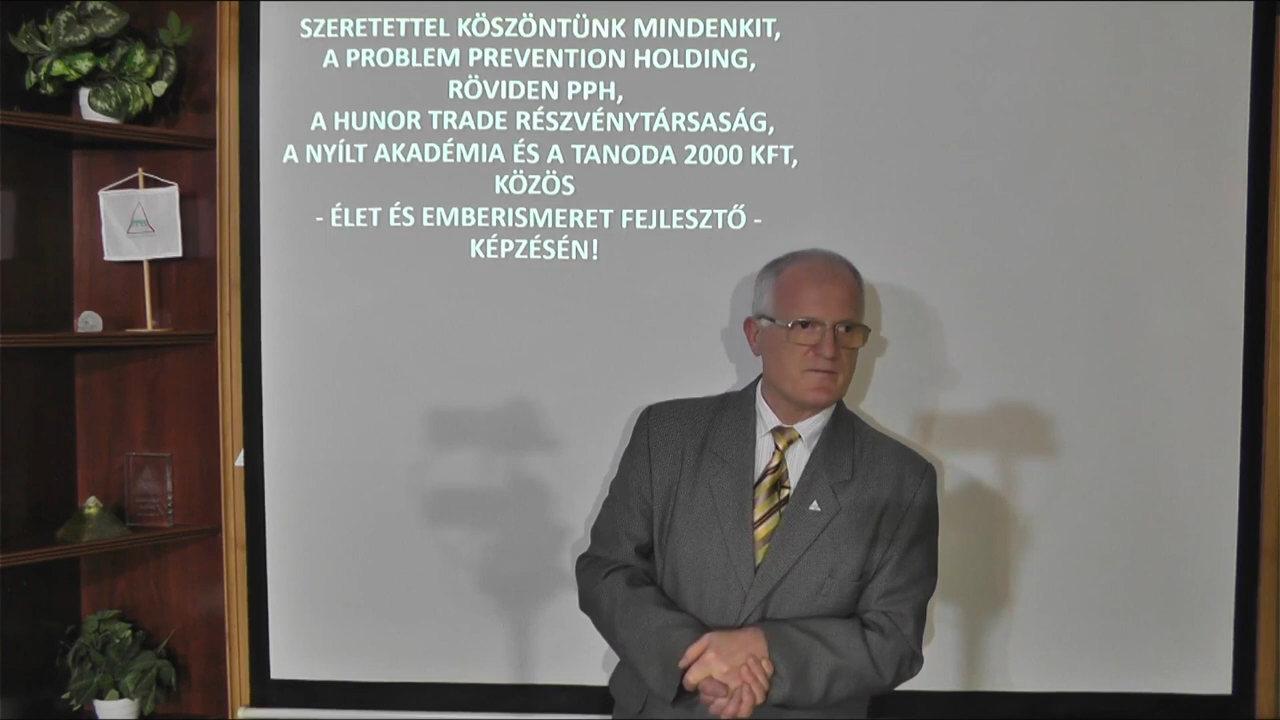 SZERETETTEL KÖSZÖNTÜNK MINDENKIT,
A PROBLEM PREVENTION HOLDING,
RÖVIDEN PPH,
A HUNOR TRADE RÉSZVÉNYTÁRSASÁG,
A NYÍLT AKADÉMIA ÉS A TANODA 2000 KFT,
KÖZÖS
- ÉLET ÉS EMBERISMERET FEJLESZTŐ -
KÉPZÉSÉN!